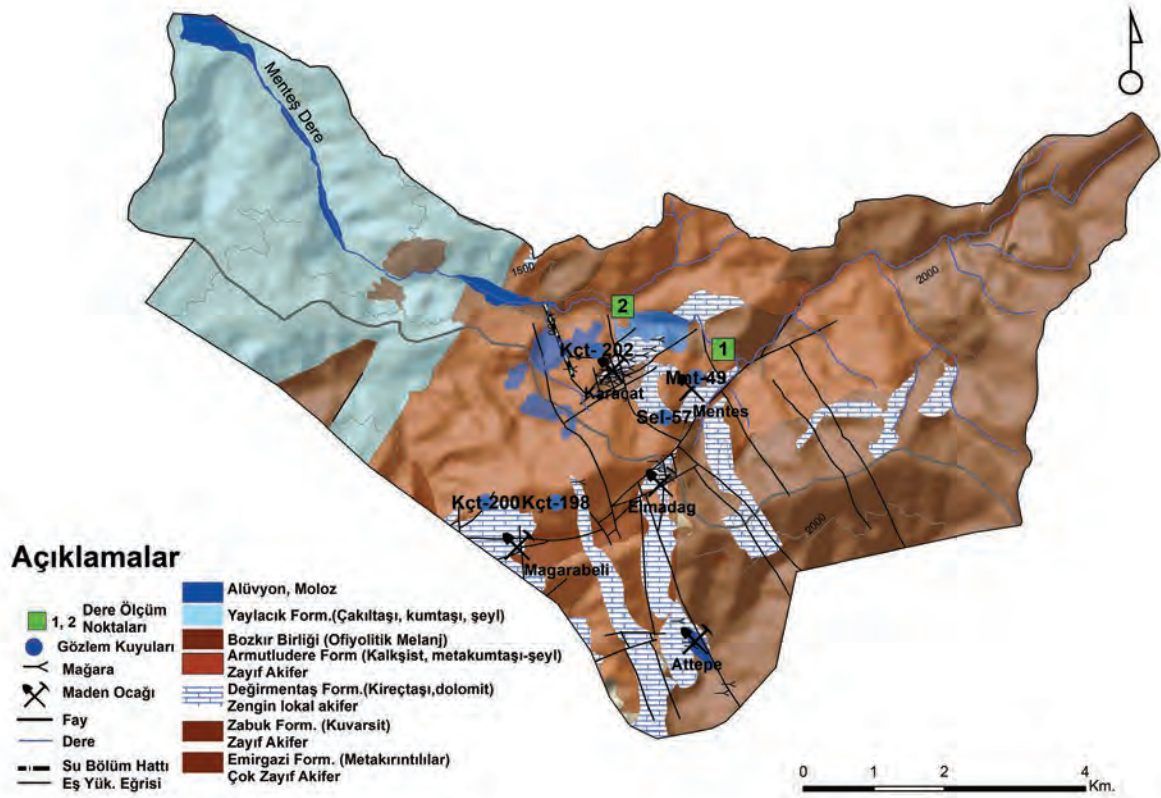 Menteş Dere
1600
2000
2
1
Kçt- 202
Karaçat
Mnt-49
Mentes
Sel-57
Elmadag
Kçt-200
Kçt-198
2000
Magarabeli
Attepe
Açıklamalar
1, 2 Dere Ölçüm
Noktaları
Gözlem Kuyuları
Mağara
Maden Ocağı
Fay
Dere
Su Bölüm Hattı
Eş Yük. Eğrisi
Alüvyon, Moloz
Yaylacık Form.(Çakıltaşı, kumtaşı, şeyl)
Bozkır Birliği (Ofiyolitik Melanj)
Armutludere Form (Kalkşist, metakumtaşı-şeyl)
Zayıf Akifer
Değirmentaş Form.(Kireçtaşı,dolomit)
Zengin lokal akifer
Zabuk Form. (Kuvarsit)
Zayıf Akifer
Emirgazi Form. (Metakırıntılılar)
Çok Zayıf Akifer
0 1 2 4
Km.